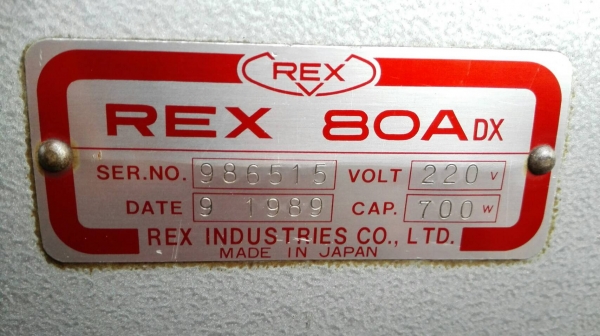 REX
REX 80A DX
SER.NO. 986515 VOLT 220 V
DATE 9 1989 CAP. 700 W
REX INDUSTRIES CO., LTD.
MADE IN JAPAN